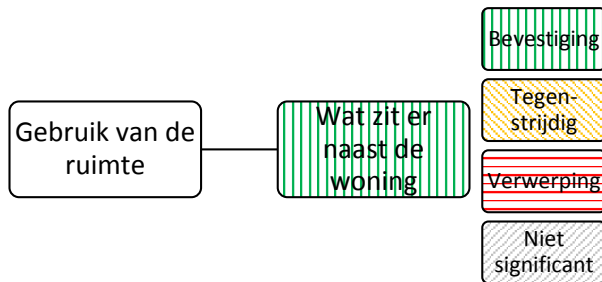 Gebruik van de
ruimte
Wat zit er
naast de
woning
Bevestiging
Tegen-
strijdig
Verwerping
Niet
significant